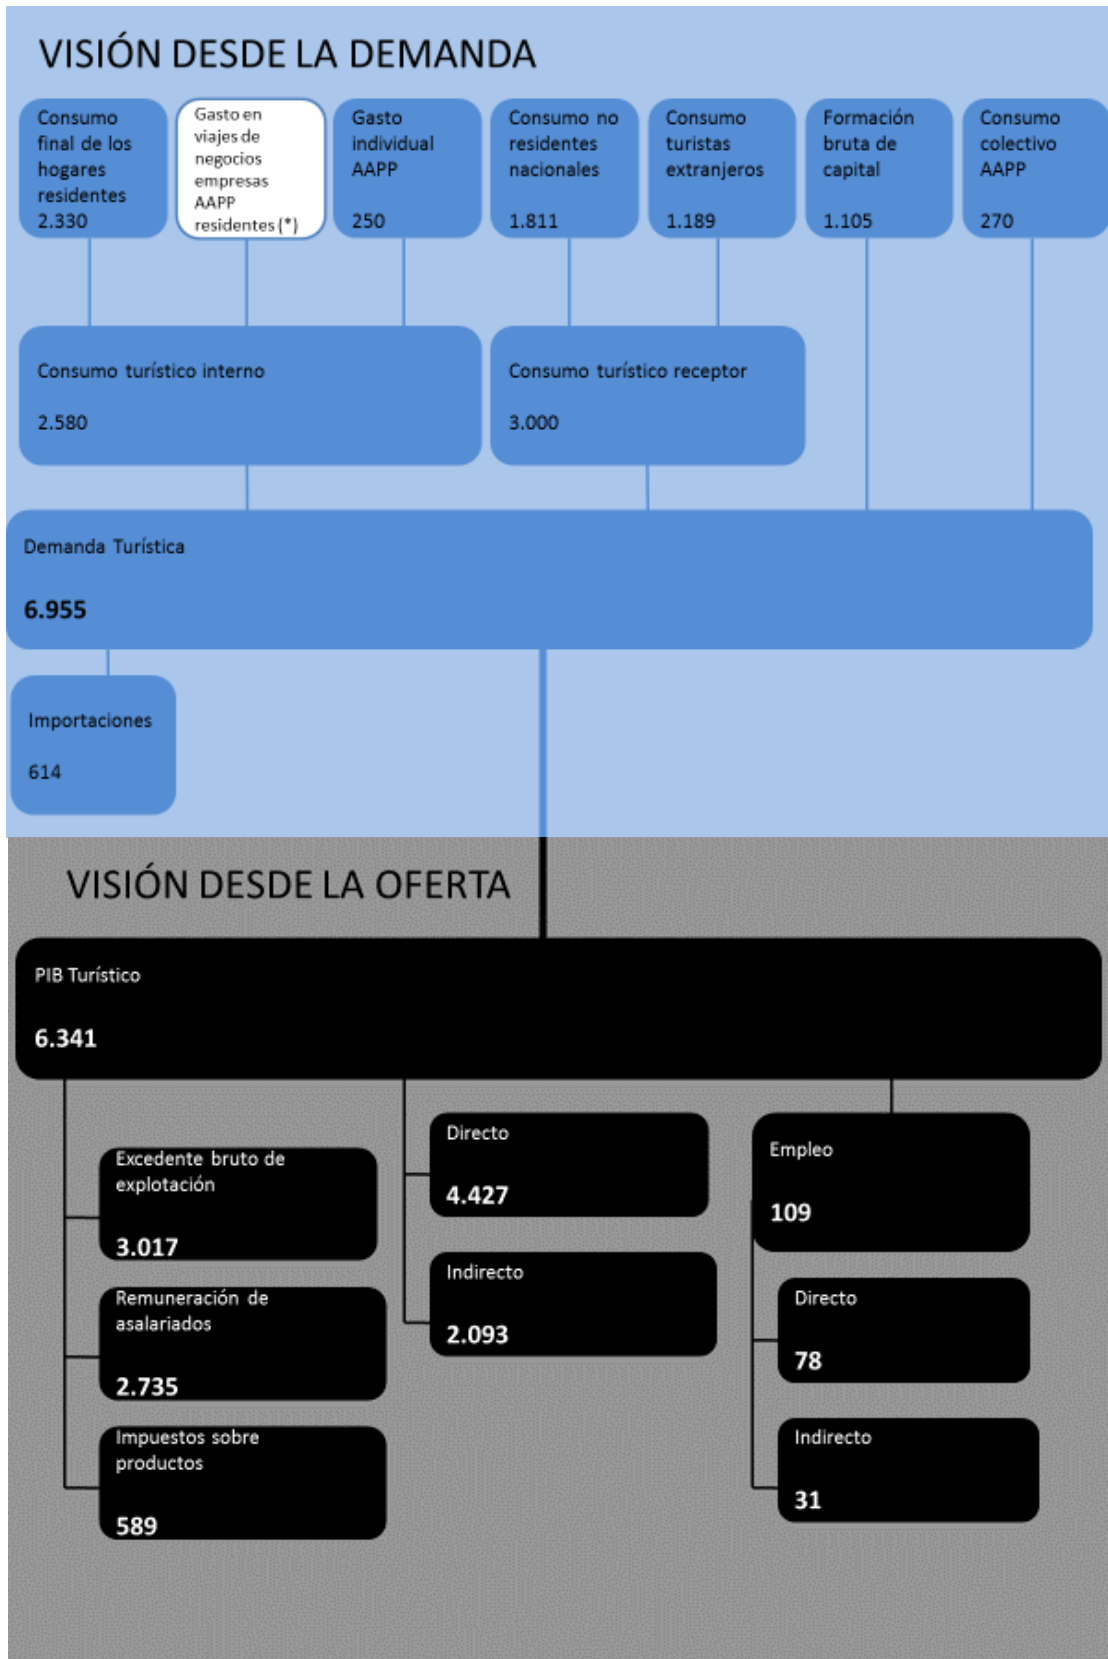 VISIÓN DESDE LA DEMANDA
Consumo
final de los
hogares
residentes
2.330
Gasto en
viajes de
negocios
empresas
AAPP
residentes (*)
Gasto
individual
AAPP
250
Consumo no
residentes
nacionales
1.811
Consumo
turistas
extranjeros
1.189
Formación
bruta de
capital
1.105
Consumo
colectivo
AAPP
270
Consumo turístico interno
2.580
Consumo turístico receptor
3.000
Demanda Turística
6.955
Importaciones
614
VISIÓN DESDE LA OFERTA
PIB Turístico
6.341
Excedente bruto de
explotación
3.017
Remuneración de
asalariados
2.735
Impuestos sobre
productos
589
Directo
4.427
Indirecto
2.093
Empleo
109
Directo
78
Indirecto
31